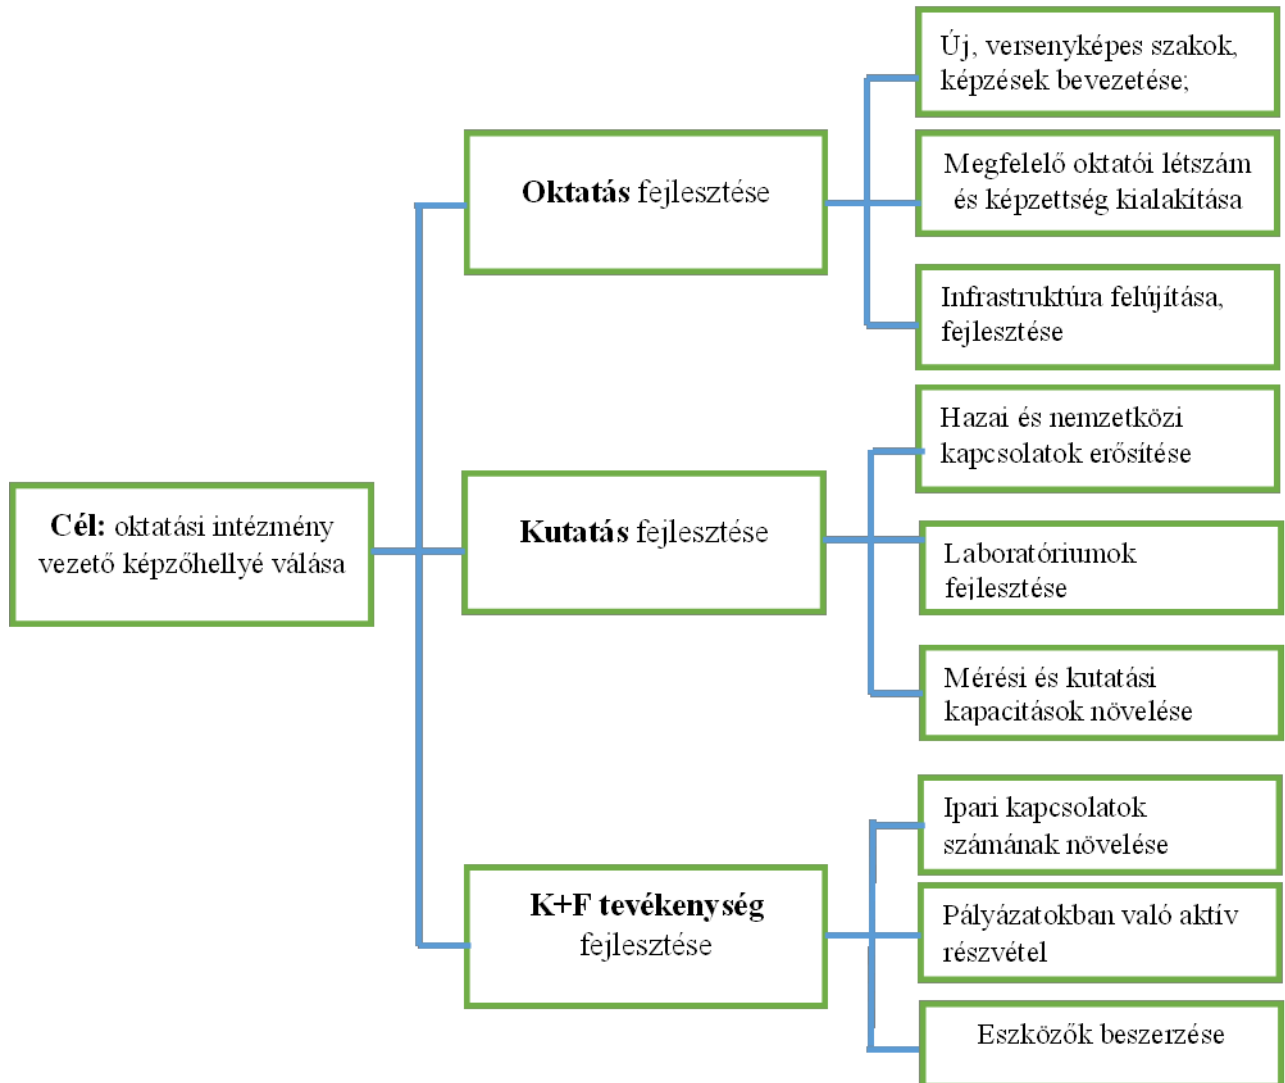 Új, versenyképes szakok,
képzések bevezetése;
Oktatás fejlesztése
Megfelelő oktatói létszám
és képzettség kialakítása
Infrastruktúra felújítása,
fejlesztése
Cél: oktatási intézmény
vezető képzőhellyé válása
Kutatás fejlesztése
Hazai és nemzetközi
kapcsolatok erősítése
Laboratóriumok
fejlesztése
Mérési és kutatási
kapacitások növelése
K+F tevékenység
fejlesztése
Ipari kapcsolatok
számának növelése
Pályázatokban való aktív
részvétel
Eszközők beszerzése